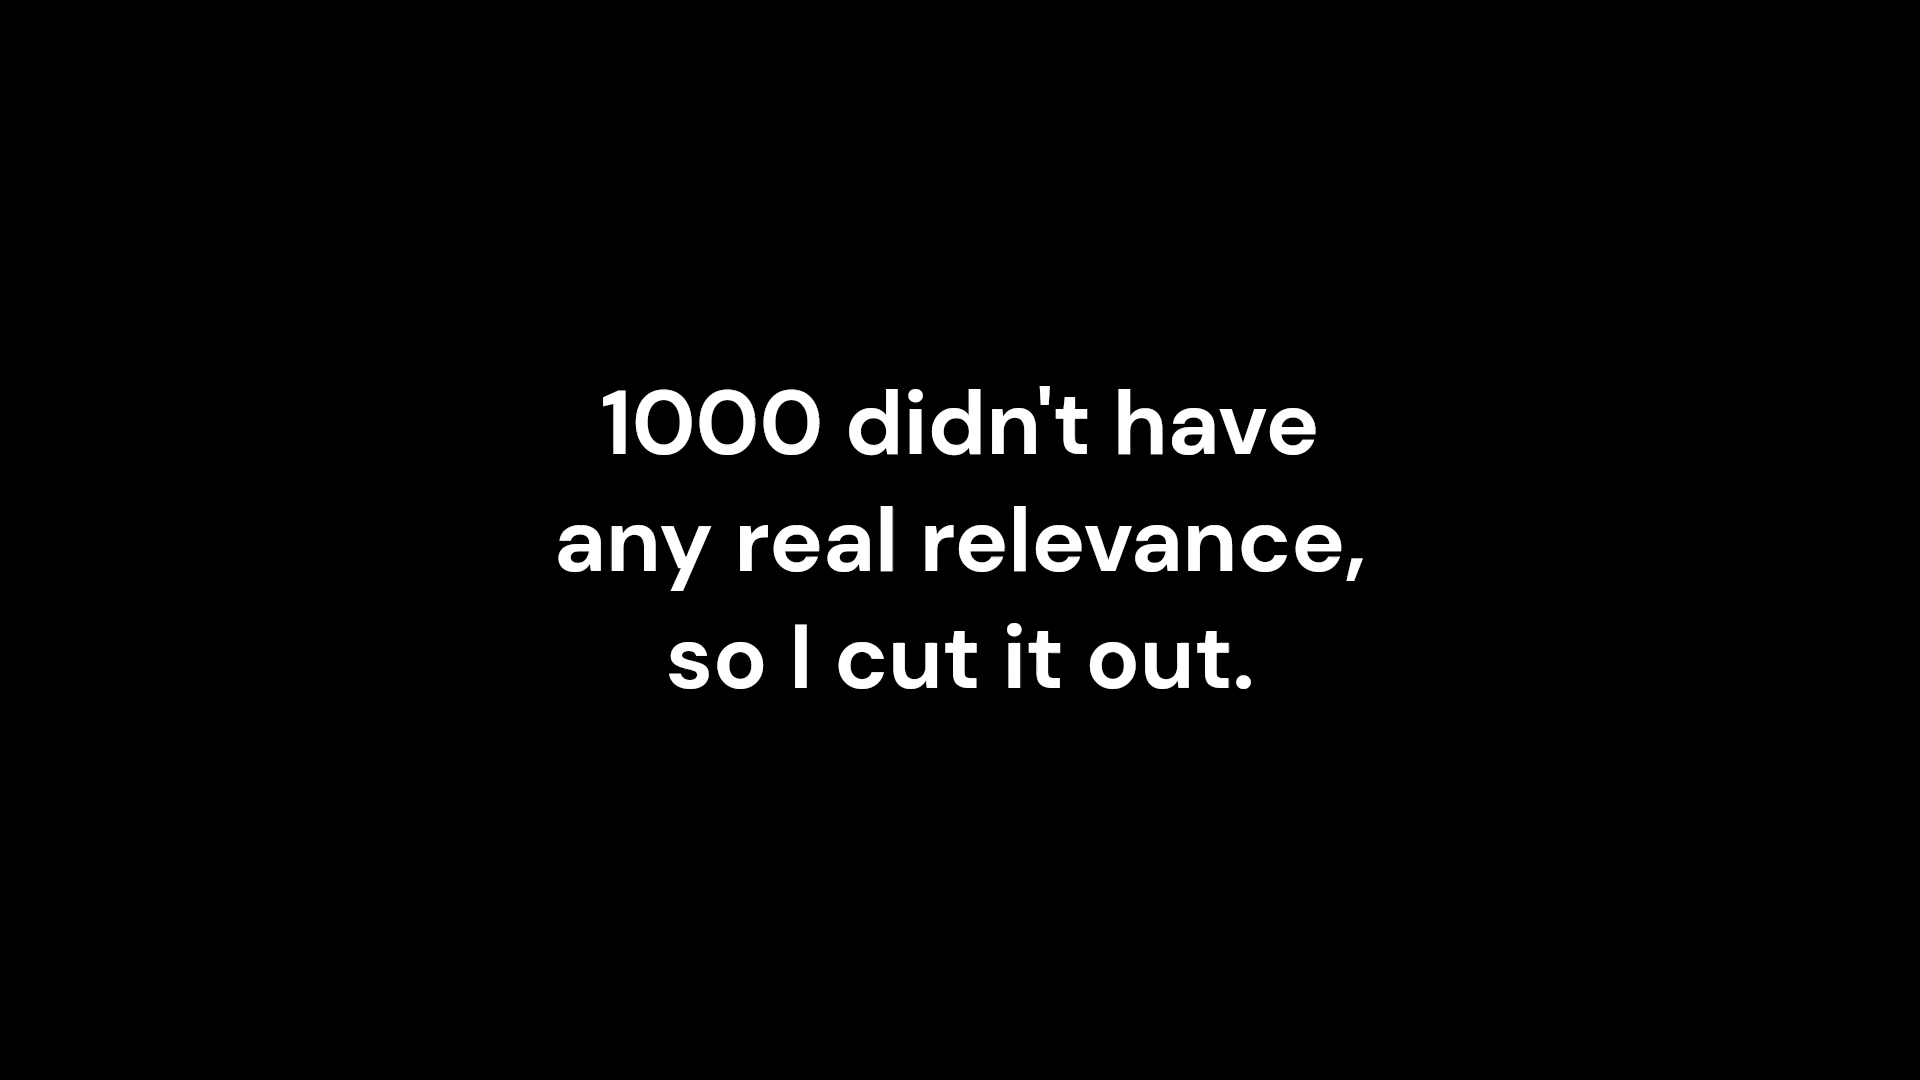 1000 didn't have
any real relevance,
so I cut it out.